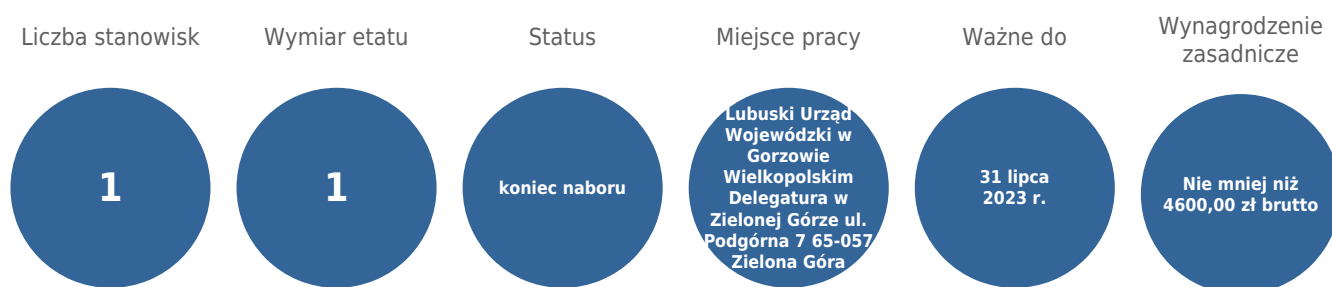 Liczba stanowisk
1
Wymiar etatu
1
Status
koniec naboru
Miejsce pracy
Lubuski Urząd
Wojewódzki w
Gorzowie
Wielkopolskim
Delegatura w
Zielonej Górze ul.
Podgórna 7 65-057
Zielona Góra
Ważne do
31 lipca
2023 r.
Wynagrodzenie
zasadnicze
Nie mniej niż
4600,00 zł brutto